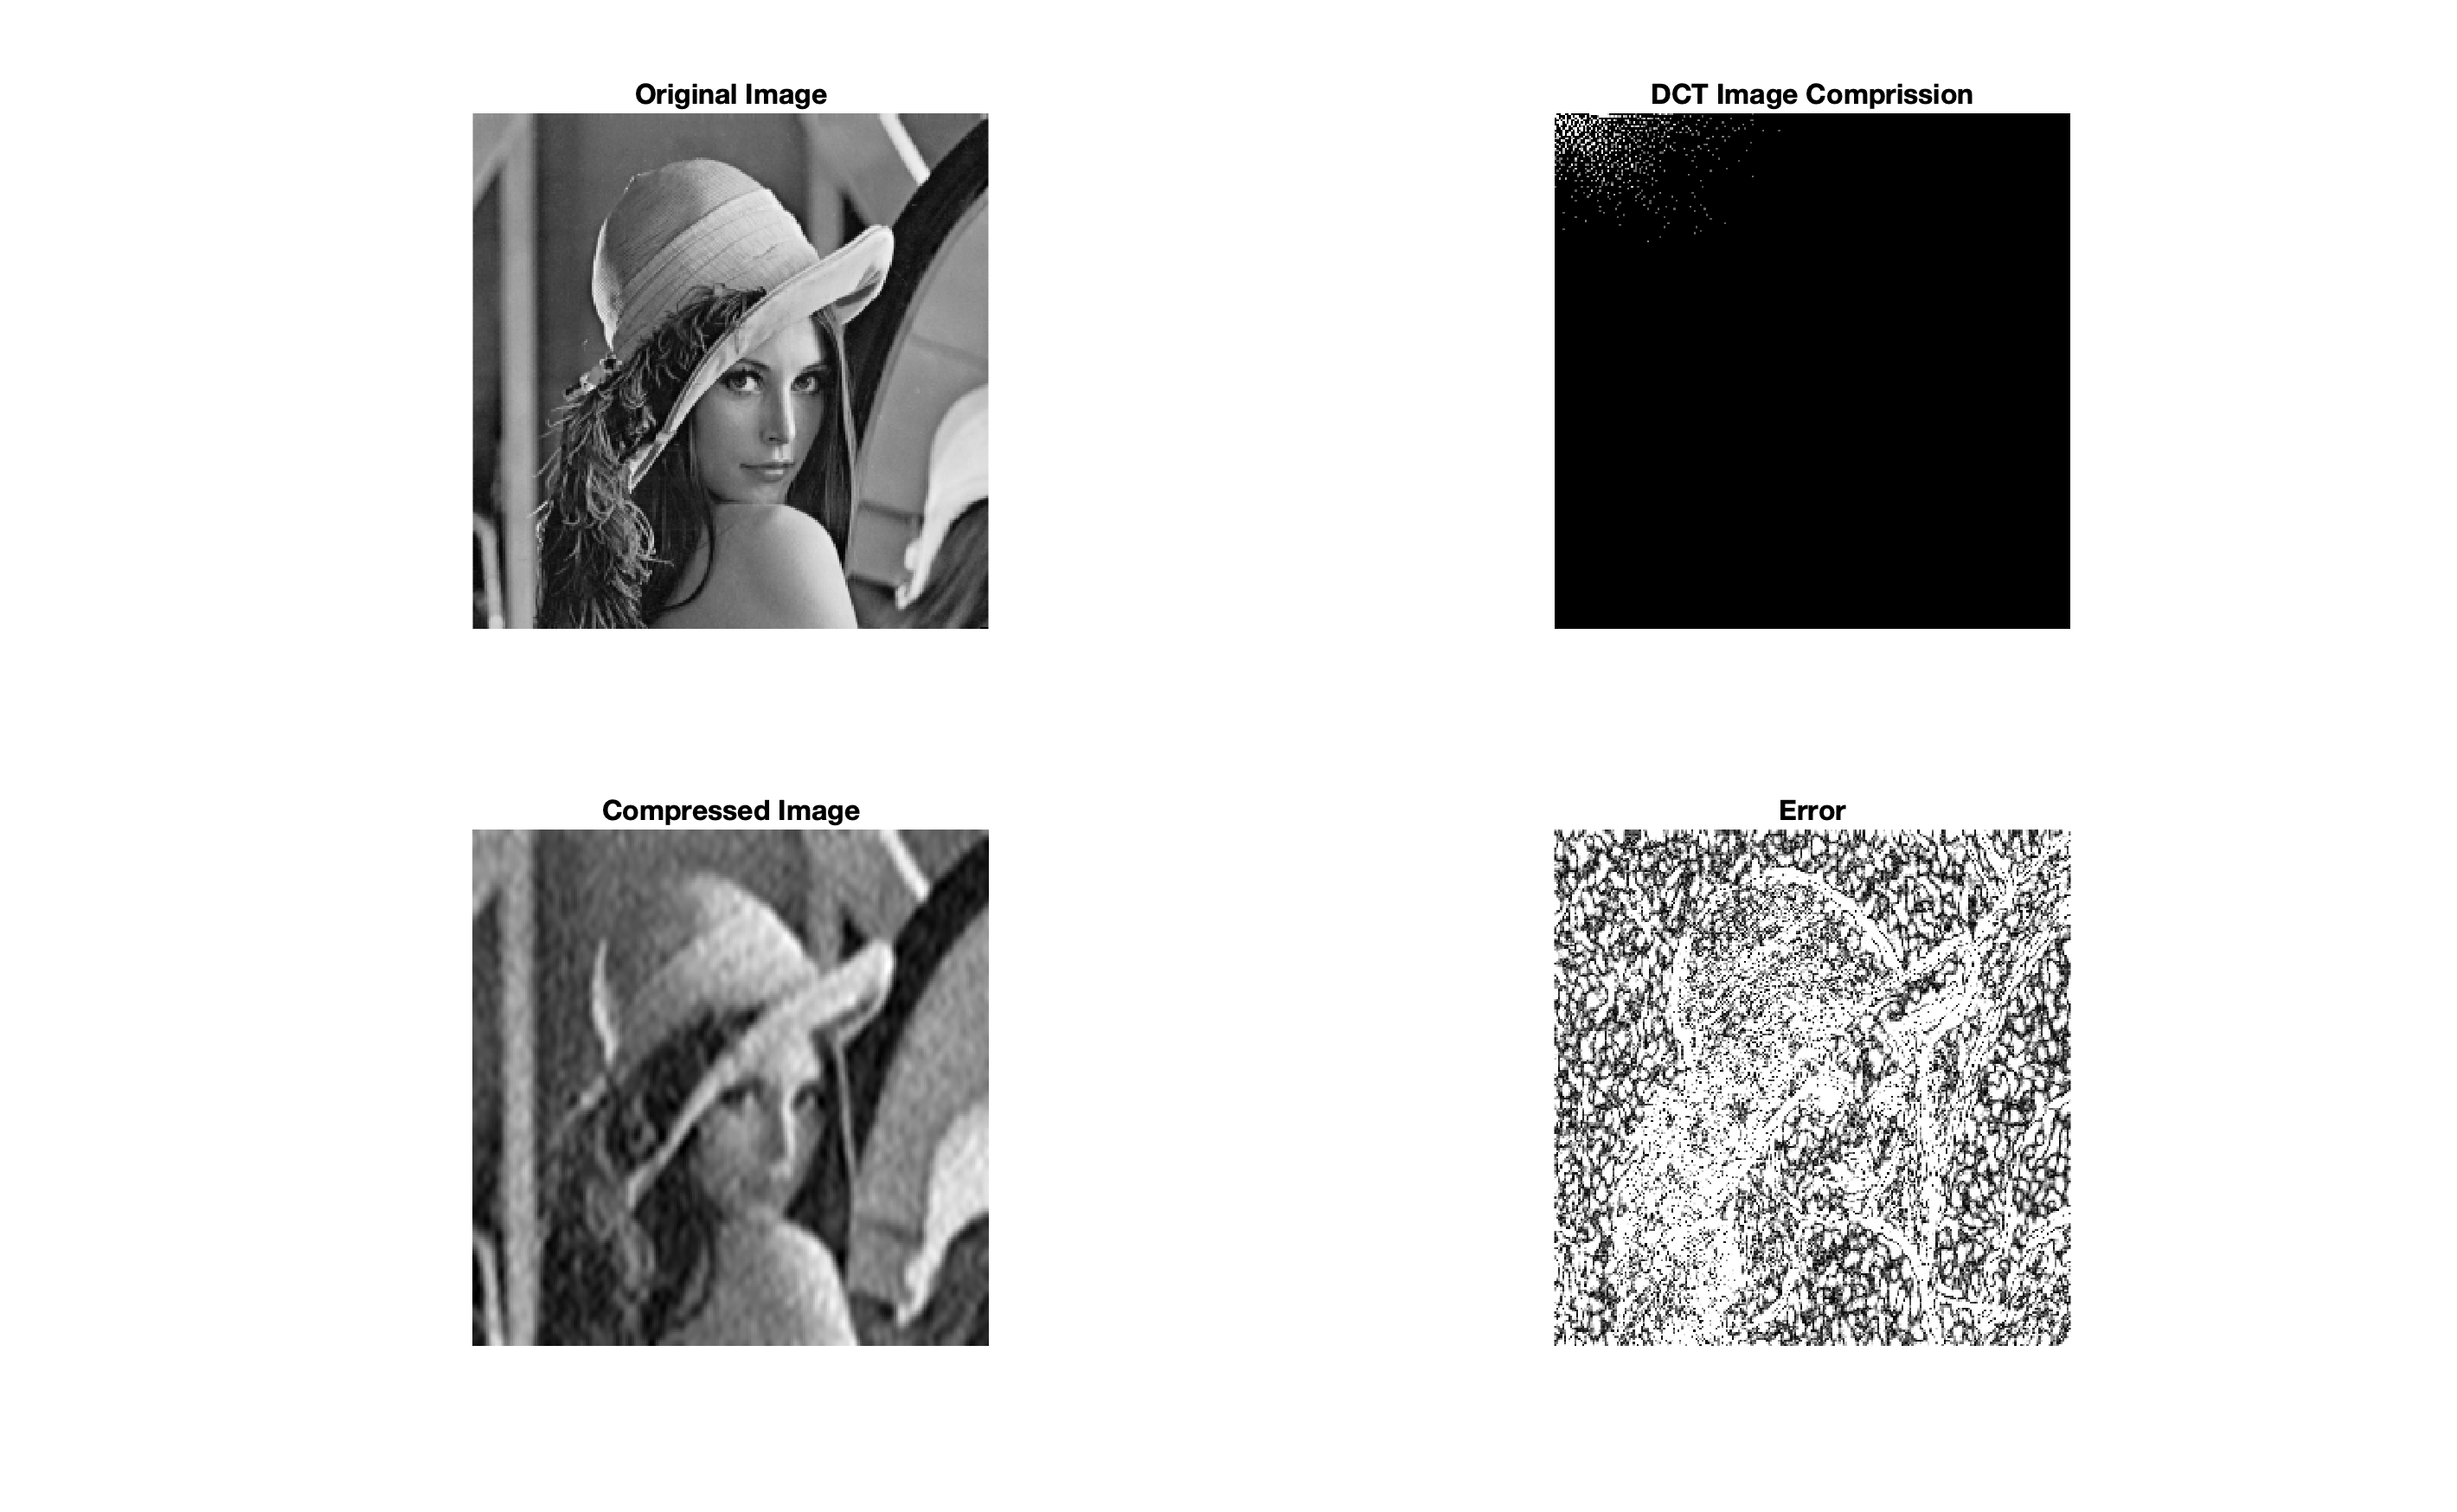 Original Image
DCT Image Comprission
Compressed Image
Error